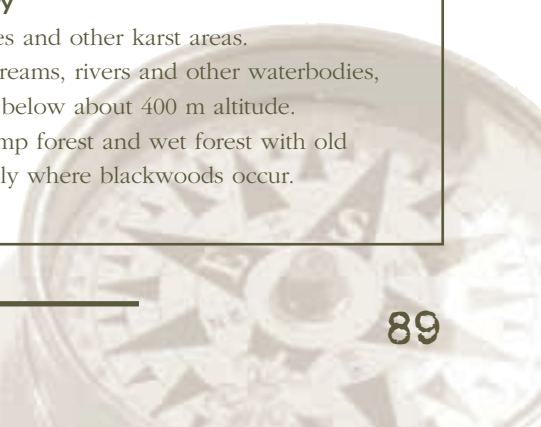 y
es and other karst areas.
reams, rivers and other waterbodies,
below about 400 m altitude.
mp forest and wet forest with old
ly where blackwoods occur.
S
E
89